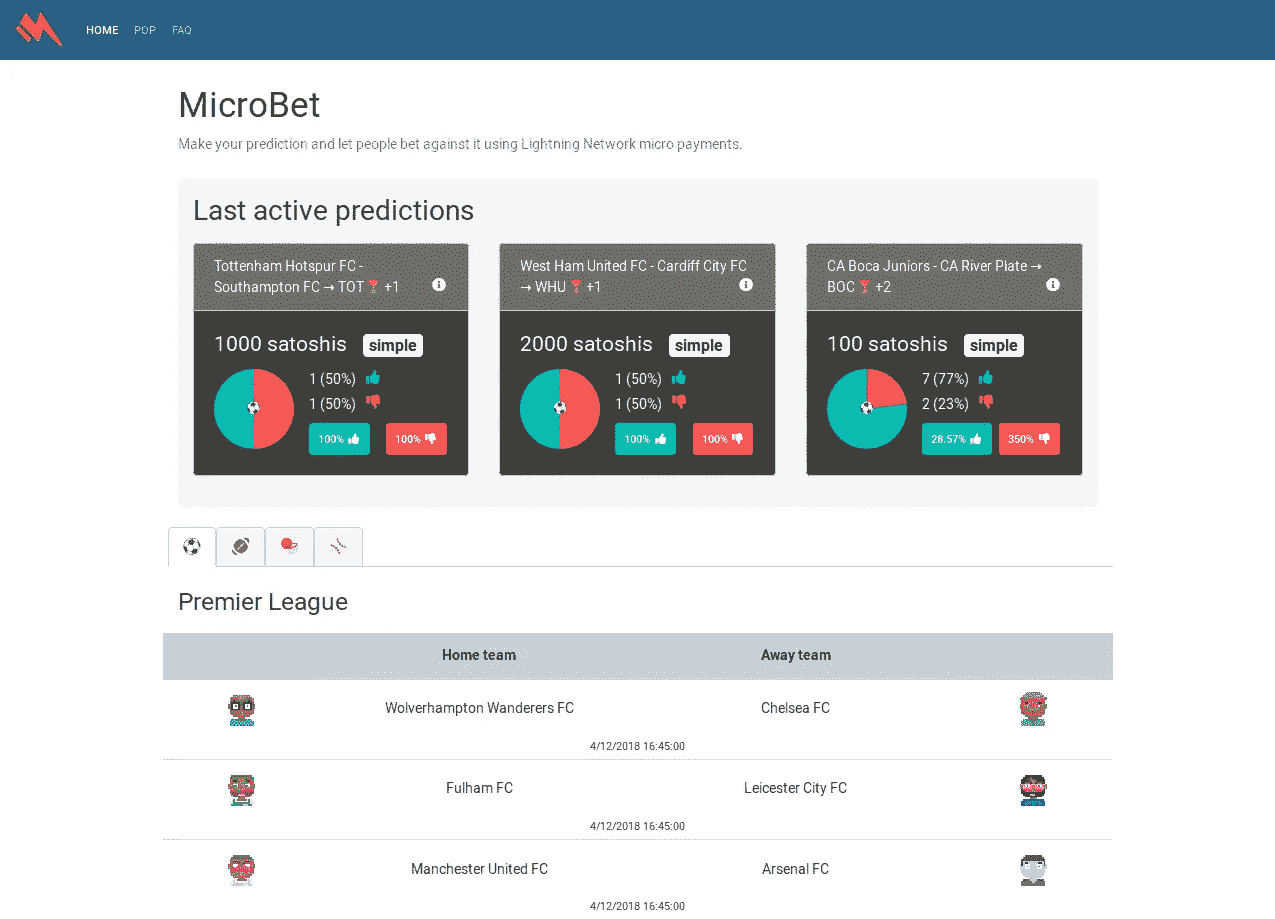 HOME POP FAQ
MicroBet
Make your prediction and let people bet against it using Lightning Network micro payments.
Last active predictions
Tottenham Hotspur FC -
Southampton FC → TOT 🏆 +1
1000 satoshis simple
1 (50%)
1 (50%)
100% 100%
West Ham United FC - Cardiff City FC
→ WHU 🏆 +1
2000 satoshis simple
1 (50%)
1 (50%)
100% 100%
CA Boca Juniors - CA River Plate →
BOC 🏆 +2
100 satoshis simple
7 (77%)
2 (23%)
28.57% 350%
Premier League
Home team Away team
Wolverhampton Wanderers FC Chelsea FC
4/12/2018 16:45:00
Fulham FC Leicester City FC
4/12/2018 16:45:00
Manchester United FC Arsenal FC
4/12/2018 16:45:00